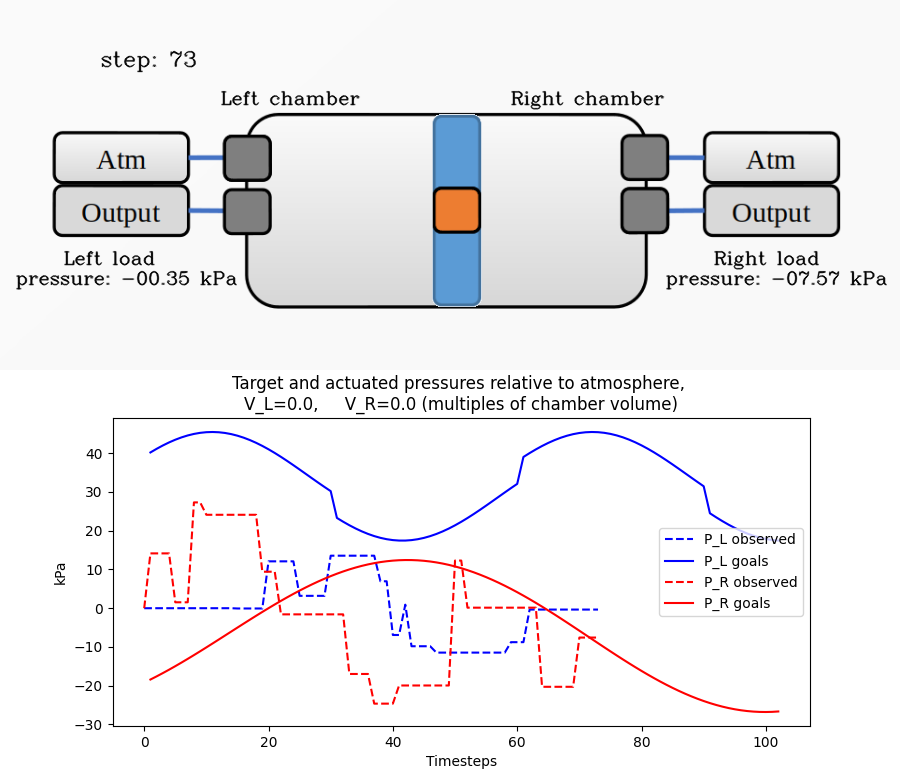 step: 73
Left chamber
Right chamber
Atm
Atm
Output
Output
Left load
pressure: -00.35 kPa
Right load
pressure: -07.57 kPa
Target and actuated pressures relative to atmosphere,
V_L=0.0,     V_R=0.0 (multiples of chamber volume)
kPa
40
30
20
10
0
−10
−20
−30
P_L observed
P_L goals
P_R observed
P_R goals
0 20 40 60 80 100
Timesteps